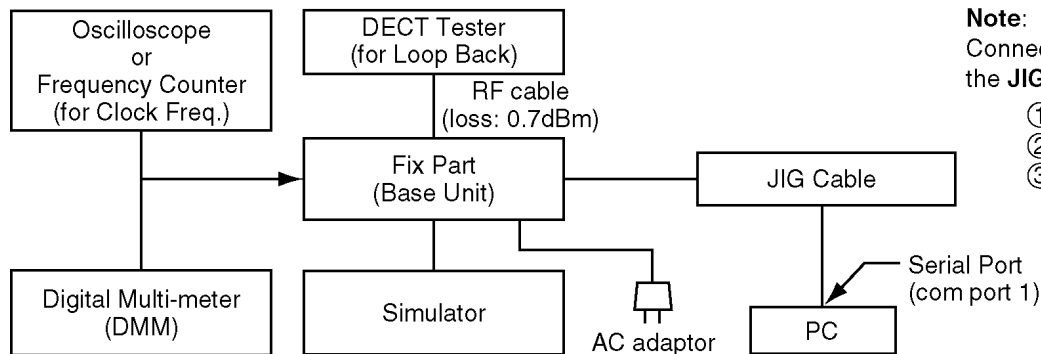 Oscilloscope
or
Frequency Counter
(for Clock Freq.)
DECT Tester
(for Loop Back)
RF cable
(loss: 0.7dBm)
Fix Part
(Base Unit)
JIG Cable
Digital Multi-meter
(DMM)
Simulator
AC adaptor
PC
Serial Port
(com port 1)
Note:
the JIG
①
②
③